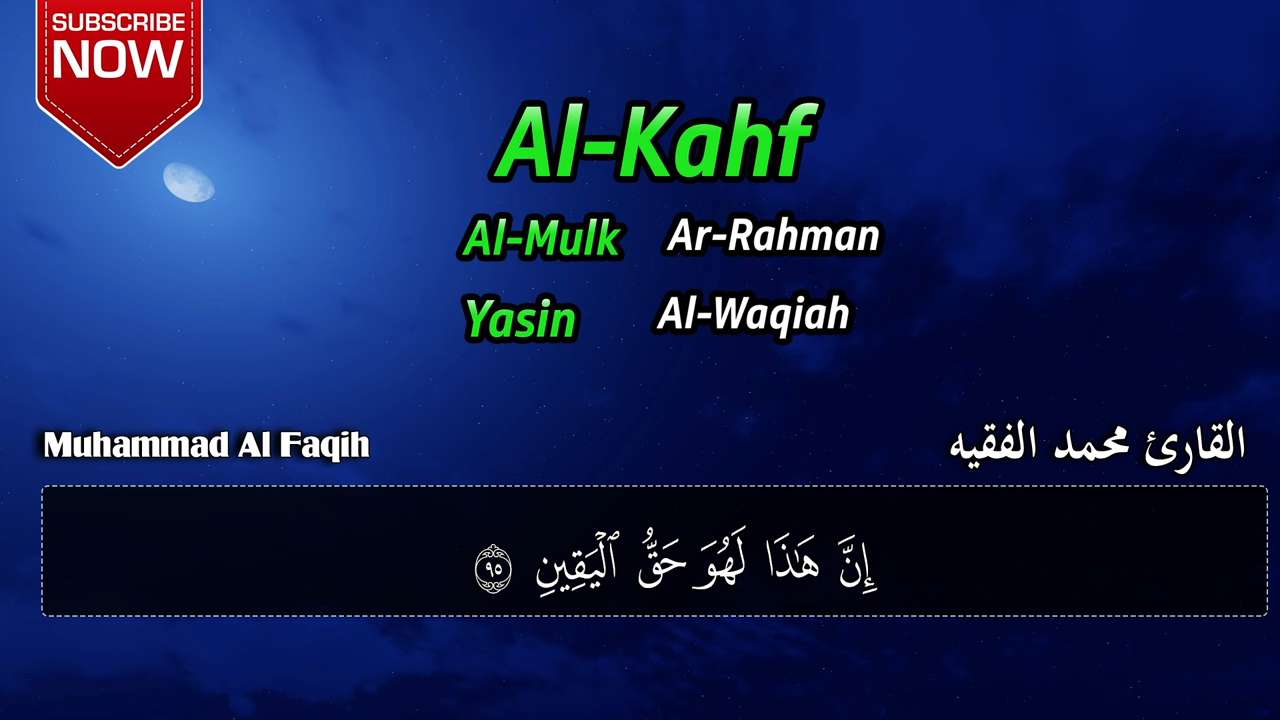 SUBSCRIBE
NOW
Al-Kahf
Al-Mulk Ar-Rahman
Yasin Al-Waqiah
Muhammad Al Faqih القارئ محمد الفقيه
إِنَّ هَٰذَا لَهُوَ حَقُّ ٱلْيَقِينِ ٩٥